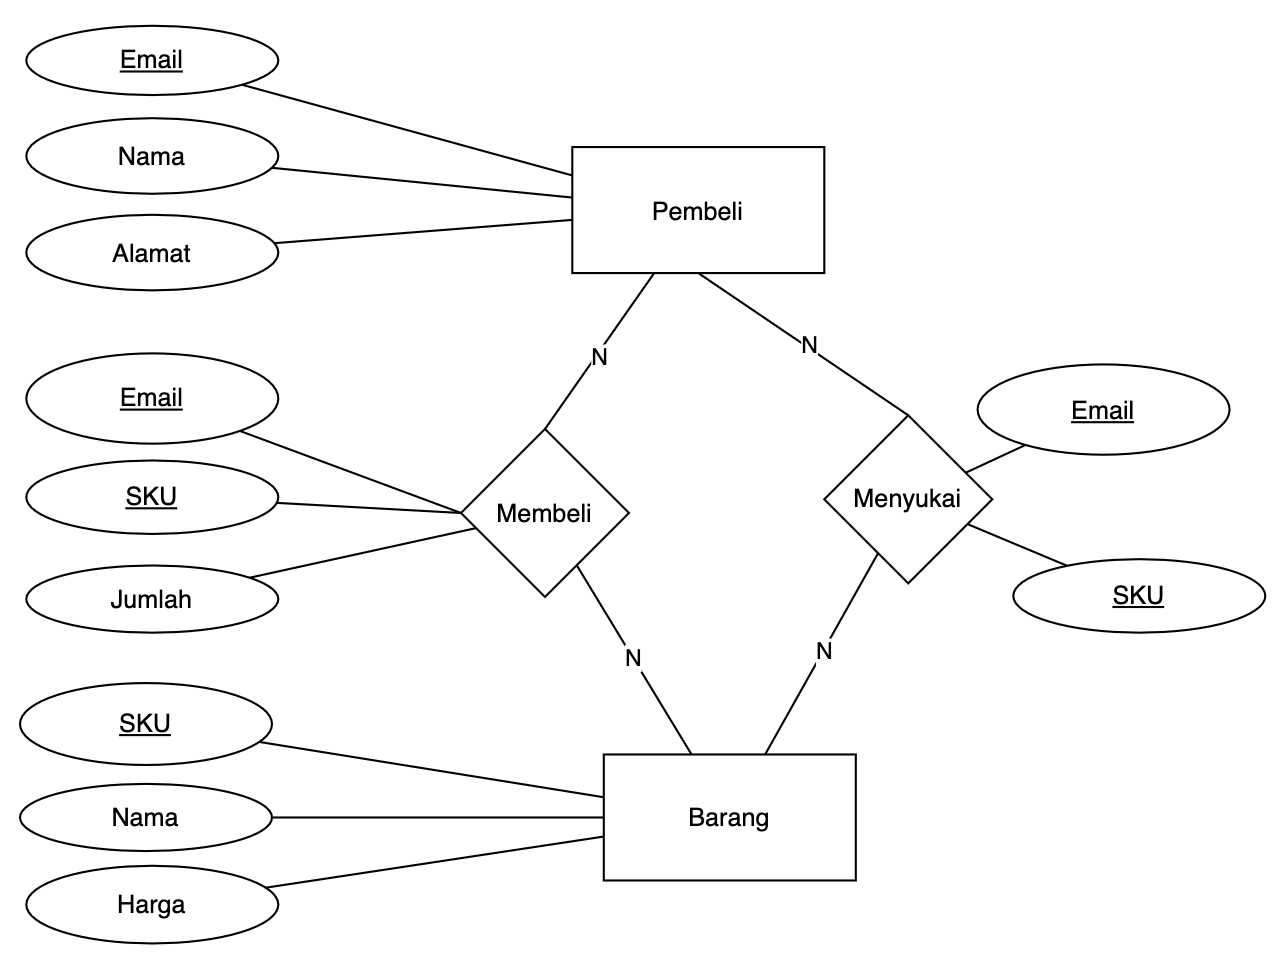 Email
Nama
Alamat
Pembeli
N
N
Email
SKU
Jumlah
Membeli
Menyukai
Email
SKU
N
N
SKU
Nama
Harga
Barang